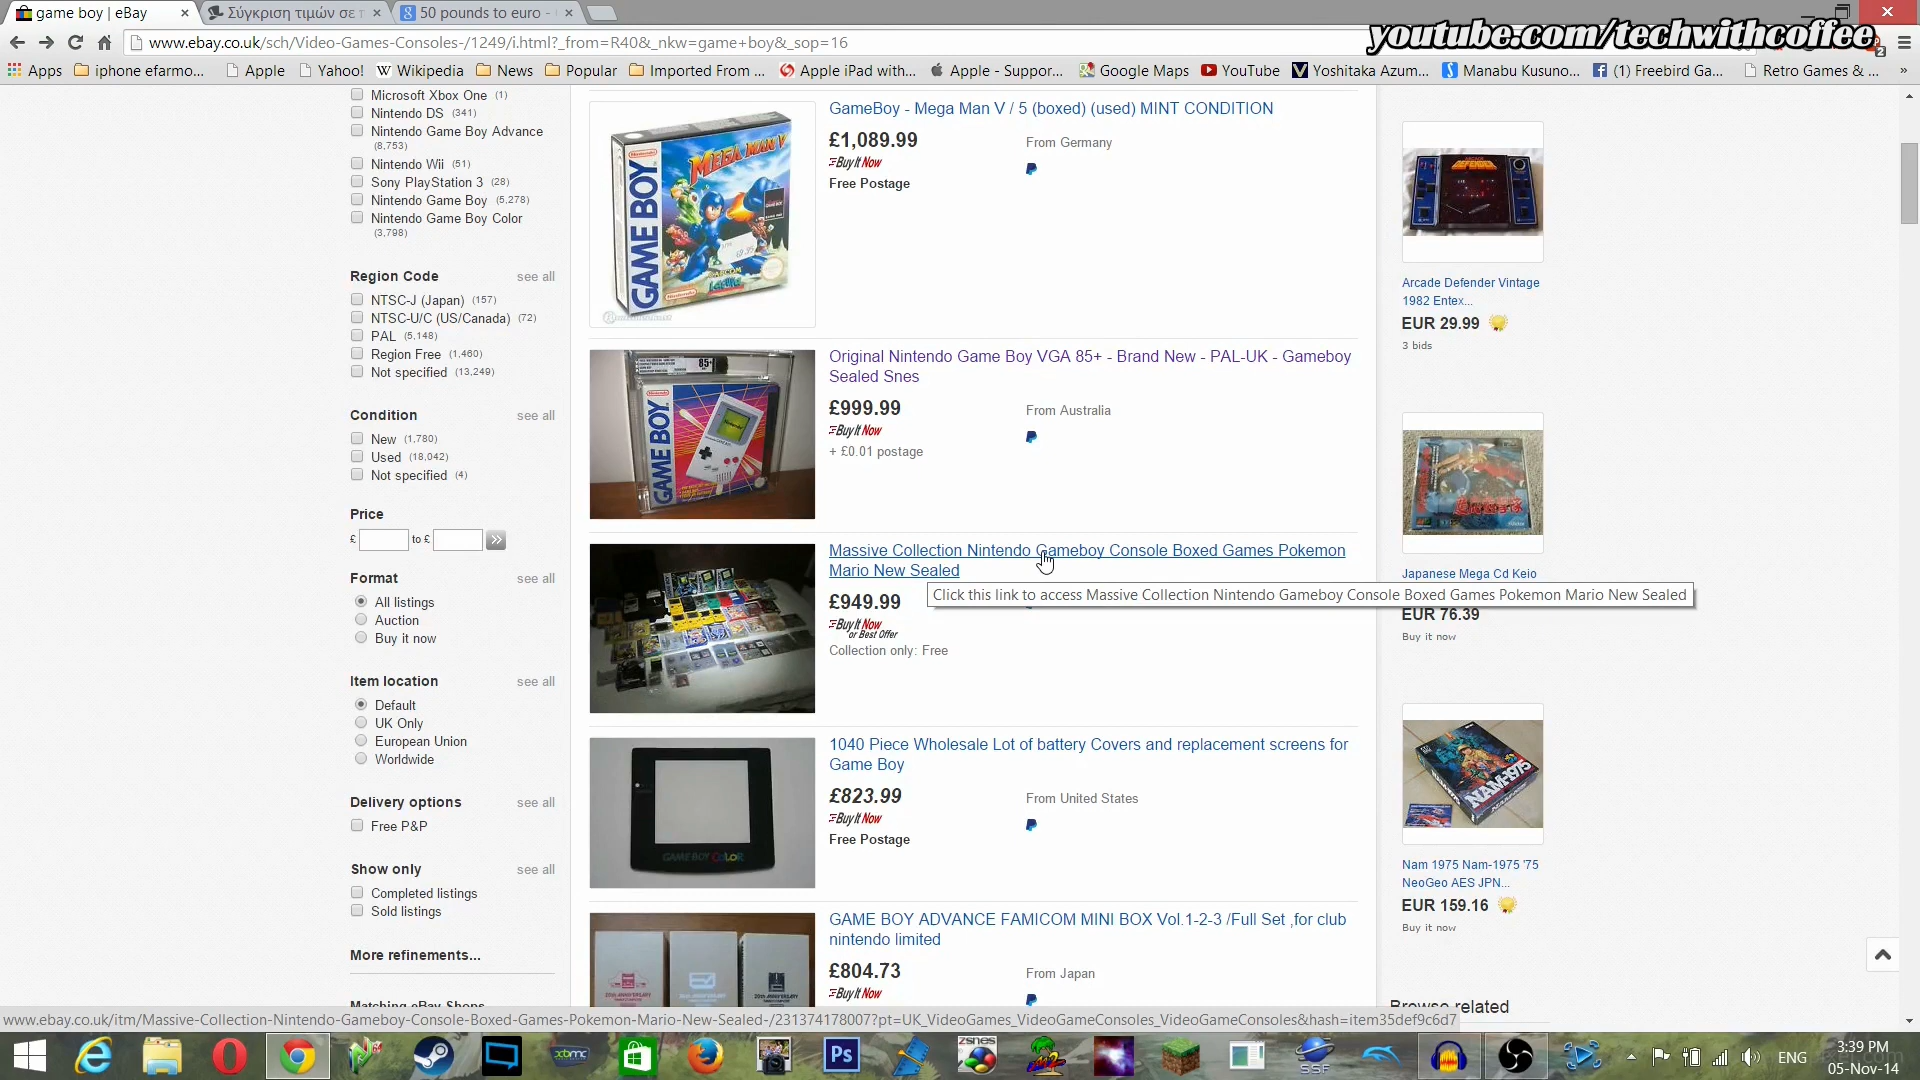 game boy | eBay
Σύγκριση τιμών σε
50 pounds to euro -
www.ebay.co.uk/sch/Video-Games-Consoles-/1249/i.html?_from=R40&_nkw=game+boy&_sop=16
youtube.com/techwithcoffee
Apps
iphone efarmo...
Apple
Yahoo!
Wikipedia
News
Popular
Imported From ...
Apple iPad with...
Apple - Suppor...
Google Maps
YouTube
Yoshitaka Azum...
Manabu Kusuno...
(1) Freebird Ga...
Retro Games & ...
»
Microsoft Xbox One (1)
Nintendo DS (341)
Nintendo Game Boy Advance
(8,753)
Nintendo Wii (51)
Sony PlayStation 3 (28)
Nintendo Game Boy (5,278)
Nintendo Game Boy Color
(3,798)
Region Code see all
NTSC-J (Japan) (157)
NTSC-U/C (US/Canada) (72)
PAL (5,148)
Region Free (1,460)
Not specified (13,249)
Condition see all
New (1,780)
Used (18,042)
Not specified (4)
Price
£ to £
Format see all
All listings
Auction
Buy it now
Item location see all
Default
UK Only
European Union
Worldwide
Delivery options see all
Free P&P
Show only see all
Completed listings
Sold listings
More refinements...
Matching eBay Shops
GAME BOY
MEGA MAN V
GameBoy - Mega Man V / 5 (boxed) (used) MINT CONDITION
£1,089.99
From Germany
Buy It Now
Free Postage
85+
GAME BOY
Original Nintendo Game Boy VGA 85+ - Brand New - PAL-UK - Gameboy
Sealed Snes
£999.99
From Australia
Buy It Now
+ £0.01 postage
Massive Collection Nintendo Gameboy Console Boxed Games Pokemon
Mario New Sealed
Click this link to access Massive Collection Nintendo Gameboy Console Boxed Games Pokemon Mario New Sealed
£949.99
Buy It Now
or Best Offer
Collection only: Free
GAME BOY COLOR
1040 Piece Wholesale Lot of battery Covers and replacement screens for
Game Boy
£823.99
From United States
Buy It Now
Free Postage
GAME BOY ADVANCE FAMICOM MINI BOX Vol.1-2-3 /Full Set ,for club
nintendo limited
£804.73
From Japan
Buy It Now
DEFENDER
Arcade Defender Vintage
1982 Entex...
EUR 29.99
3 bids
Japanese Mega Cd Keio
EUR 76.39
Buy it now
NAM-1975
Nam 1975 Nam-1975 '75
NeoGeo AES JPN...
EUR 159.16
Buy it now
Browse related
www.ebay.co.uk/itm/Massive-Collection-Nintendo-Gameboy-Console-Boxed-Games-Pokemon-Mario-New-Sealed-/231374178007?pt=UK_VideoGames_VideoGameConsoles_VideoGameConsoles&hash=item35def9c6d7
xbmc
Ps
ZSNES
SSF
ENG
3:39 PM
05-Nov-14